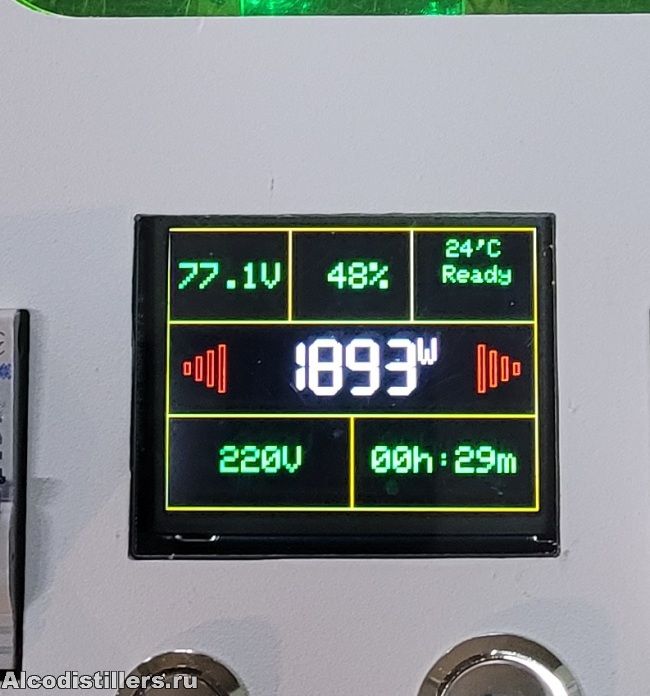 77.1V
48%
24'C
Ready
1893W
220V
00h:29m
Alcodistillers.ru